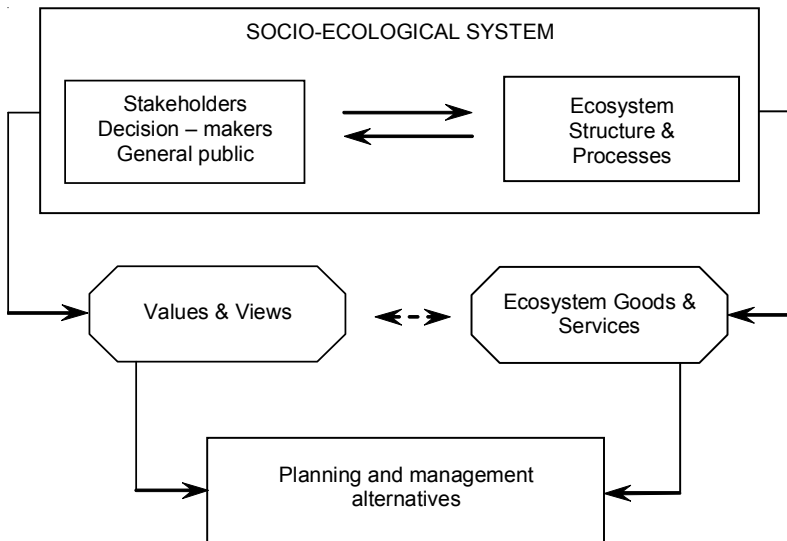 SOCIO-ECOLOGICAL SYSTEM
Stakeholders
Decision – makers
General public
Ecosystem
Structure &
Processes
Values & Views
Ecosystem Goods &
Services
Planning and management
alternatives